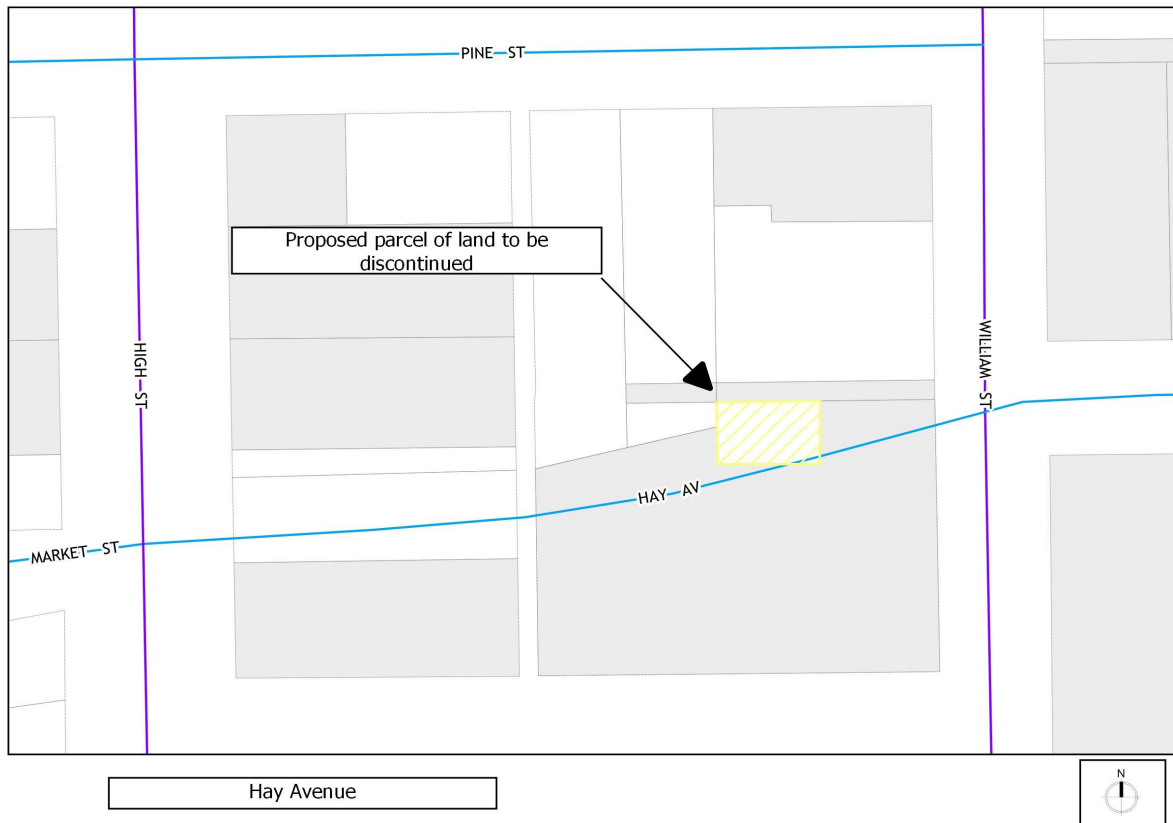 PINE ST
Proposed parcel of land to be
discontinued
HIGH ST
WILLIAM ST
HAY AV
MARKET ST
Hay Avenue
N